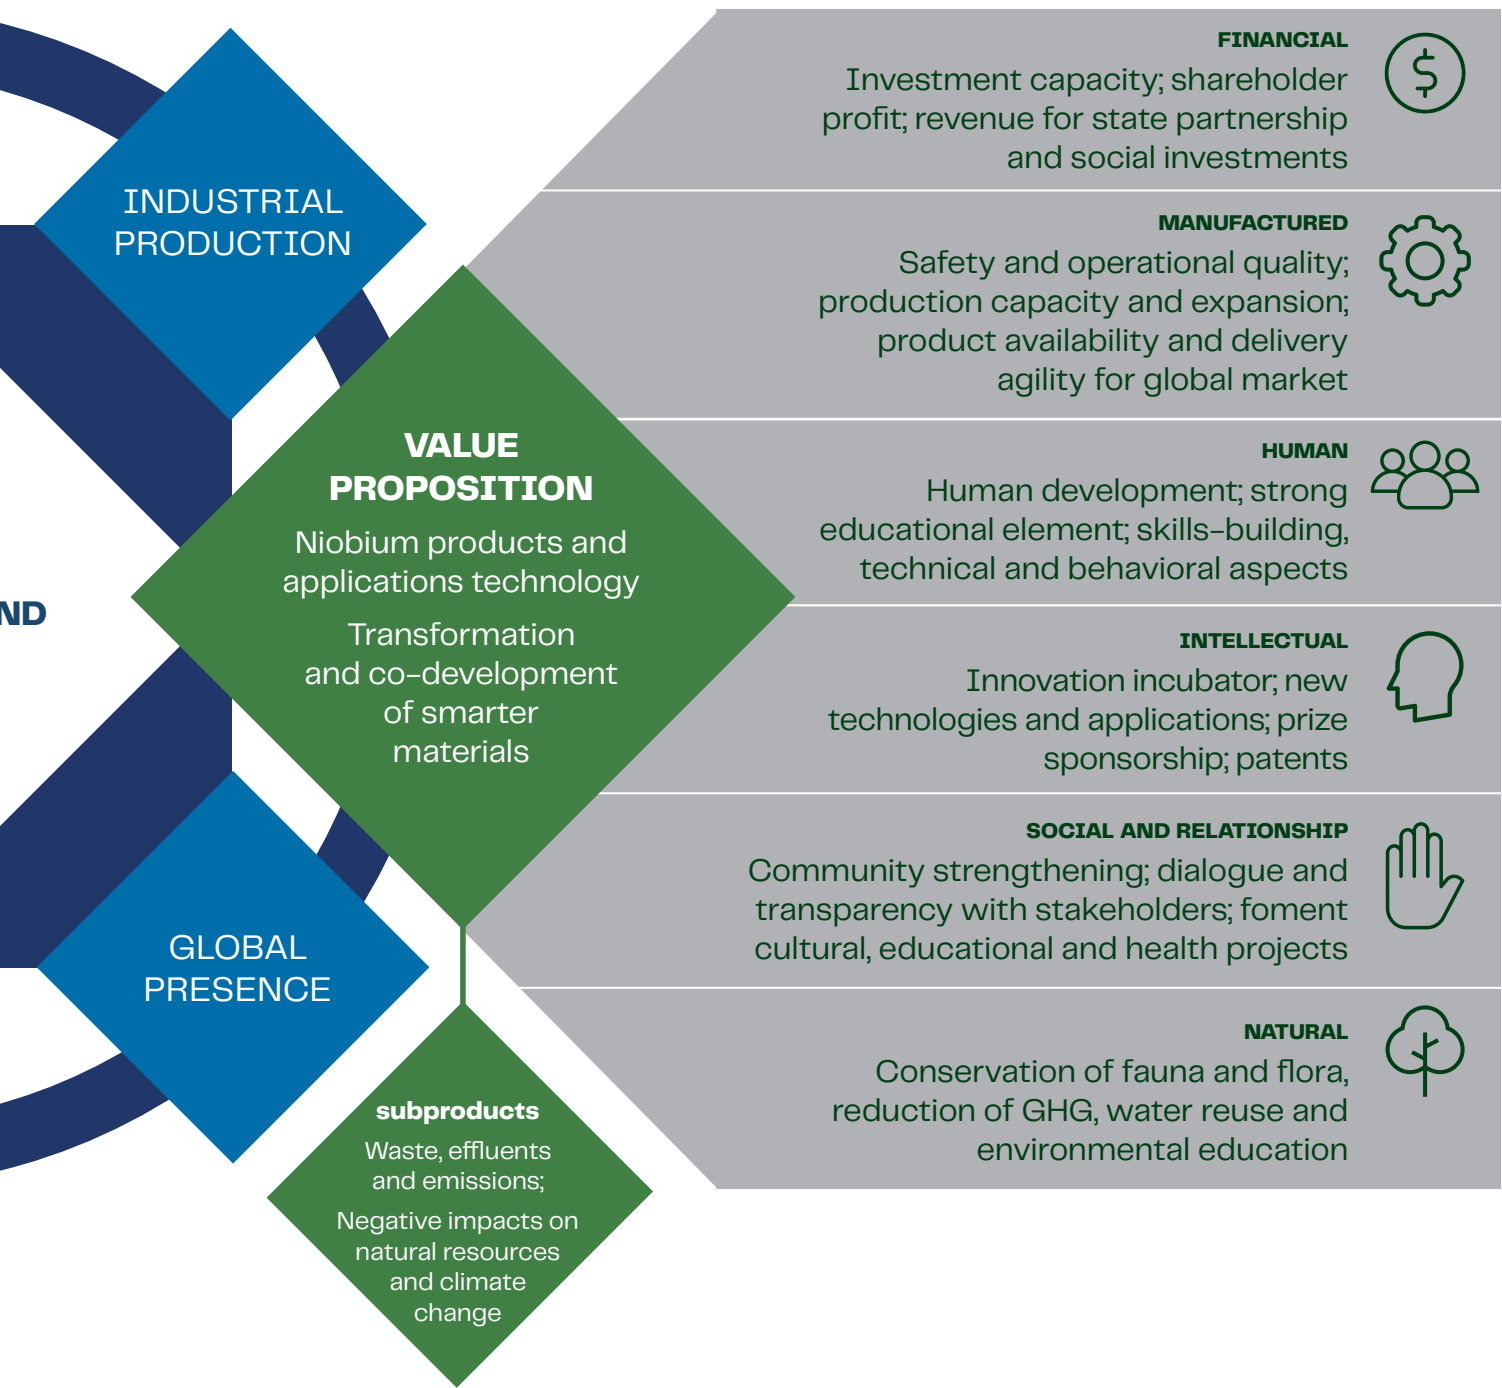 INDUSTRIAL
PRODUCTION
ND
VALUE
PROPOSITION
Niobium products and
applications technology
Transformation
and co-development
of smarter
materials
GLOBAL
PRESENCE
subproducts
Waste, effluents
and emissions;
Negative impacts on
natural resources
and climate
change
FINANCIAL
Investment capacity; shareholder
profit; revenue for state partnership
and social investments
MANUFACTURED
Safety and operational quality;
production capacity and expansion;
product availability and delivery
agility for global market
HUMAN
Human development; strong
educational element; skills-building,
technical and behavioral aspects
INTELLECTUAL
Innovation incubator; new
technologies and applications; prize
sponsorship; patents
SOCIAL AND RELATIONSHIP
Community strengthening; dialogue and
transparency with stakeholders; foment
cultural, educational and health projects
NATURAL
Conservation of fauna and flora,
reduction of GHG, water reuse and
environmental education